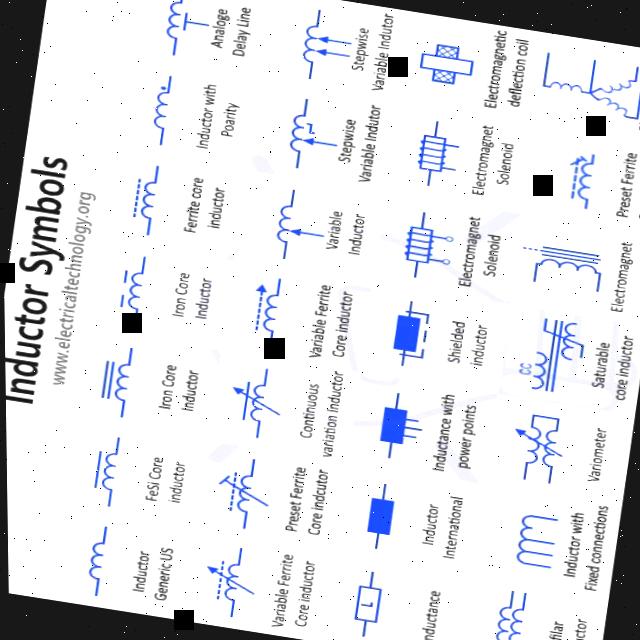 Inductor Symbols
www.electricaltechnology.org
Inductor
Generic-US
FeSi Core
inductor
Iron Core
Inductor
Iron Core
Inductor
Ferrite core
inductor
Inductor with
Poarity
Analoge
Delay Line
Variable Ferrite
Core inductor
Preset Ferrite
Core indcutor
Continuous
variation inductor
Variable Ferrite
Core inductor
Variable
Inductor
Stepwise
Variable Indutor
Stepwise
Variable Indutor
L
nductance
Inductor
International
Inductance with
power points
Shielded
inductor
Electromagnet
Solenoid
Electromagnet
Solenoid
Electromagnetic
deflection coil
filar
ctor
Inductor with
Fixed connections
Variometer
CC
Saturable
core inductor
Electromagnet
Preset Ferrite